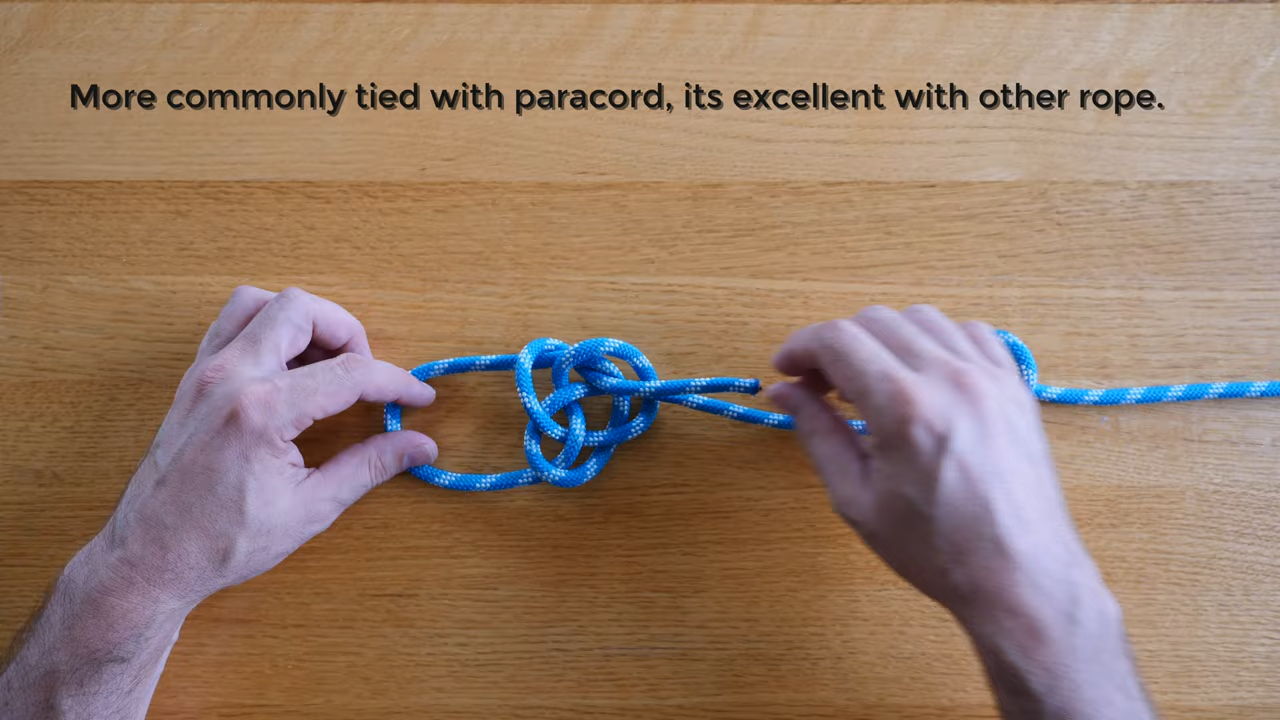 More commonly tied with paracord, its excellent with other rope.